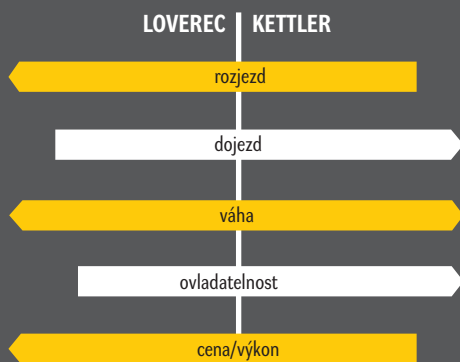 LOVEREC KETTLER
rozjezd
dojezd
váha
ovladatelnost
cena/výkon